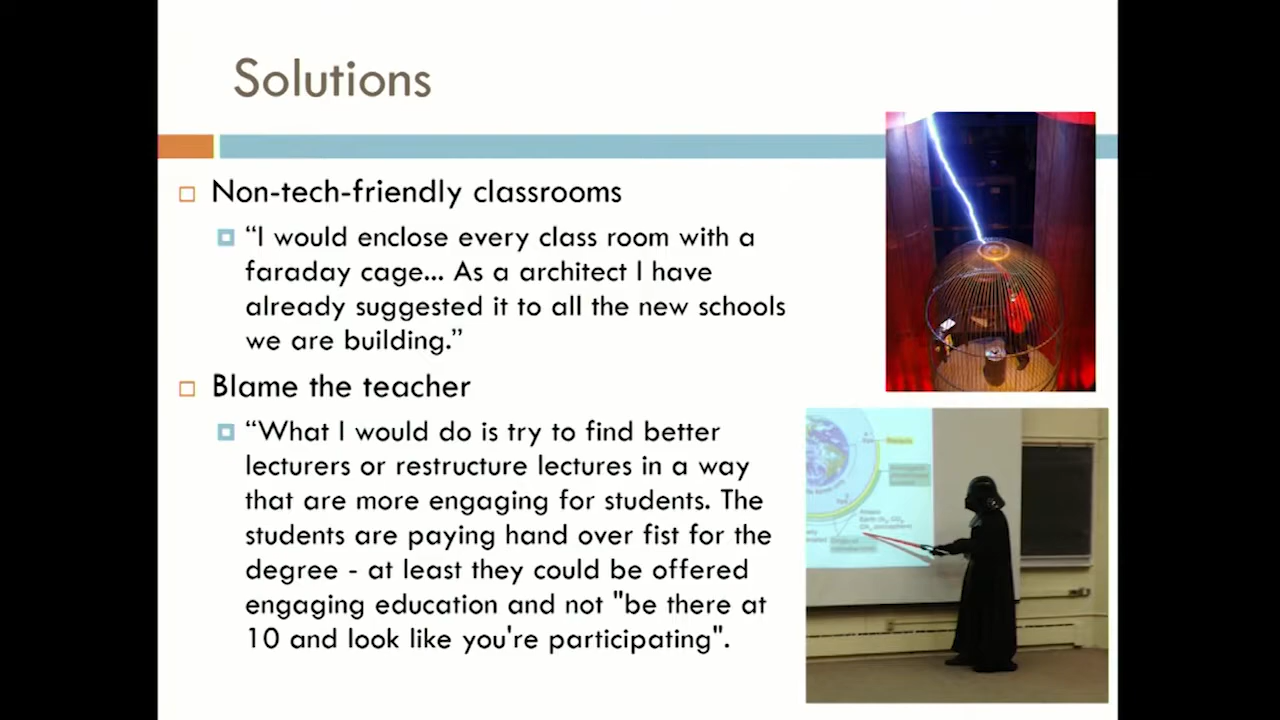 Solutions
Non-tech-friendly classrooms
“I would enclose every class room with a
faraday cage... As a architect I have
already suggested it to all the new schools
we are building.”
Blame the teacher
“What I would do is try to find better
lecturers or restructure lectures in a way
that are more engaging for students. The
students are paying hand over fist for the
degree - at least they could be offered
engaging education and not "be there at
10 and look like you're participating".